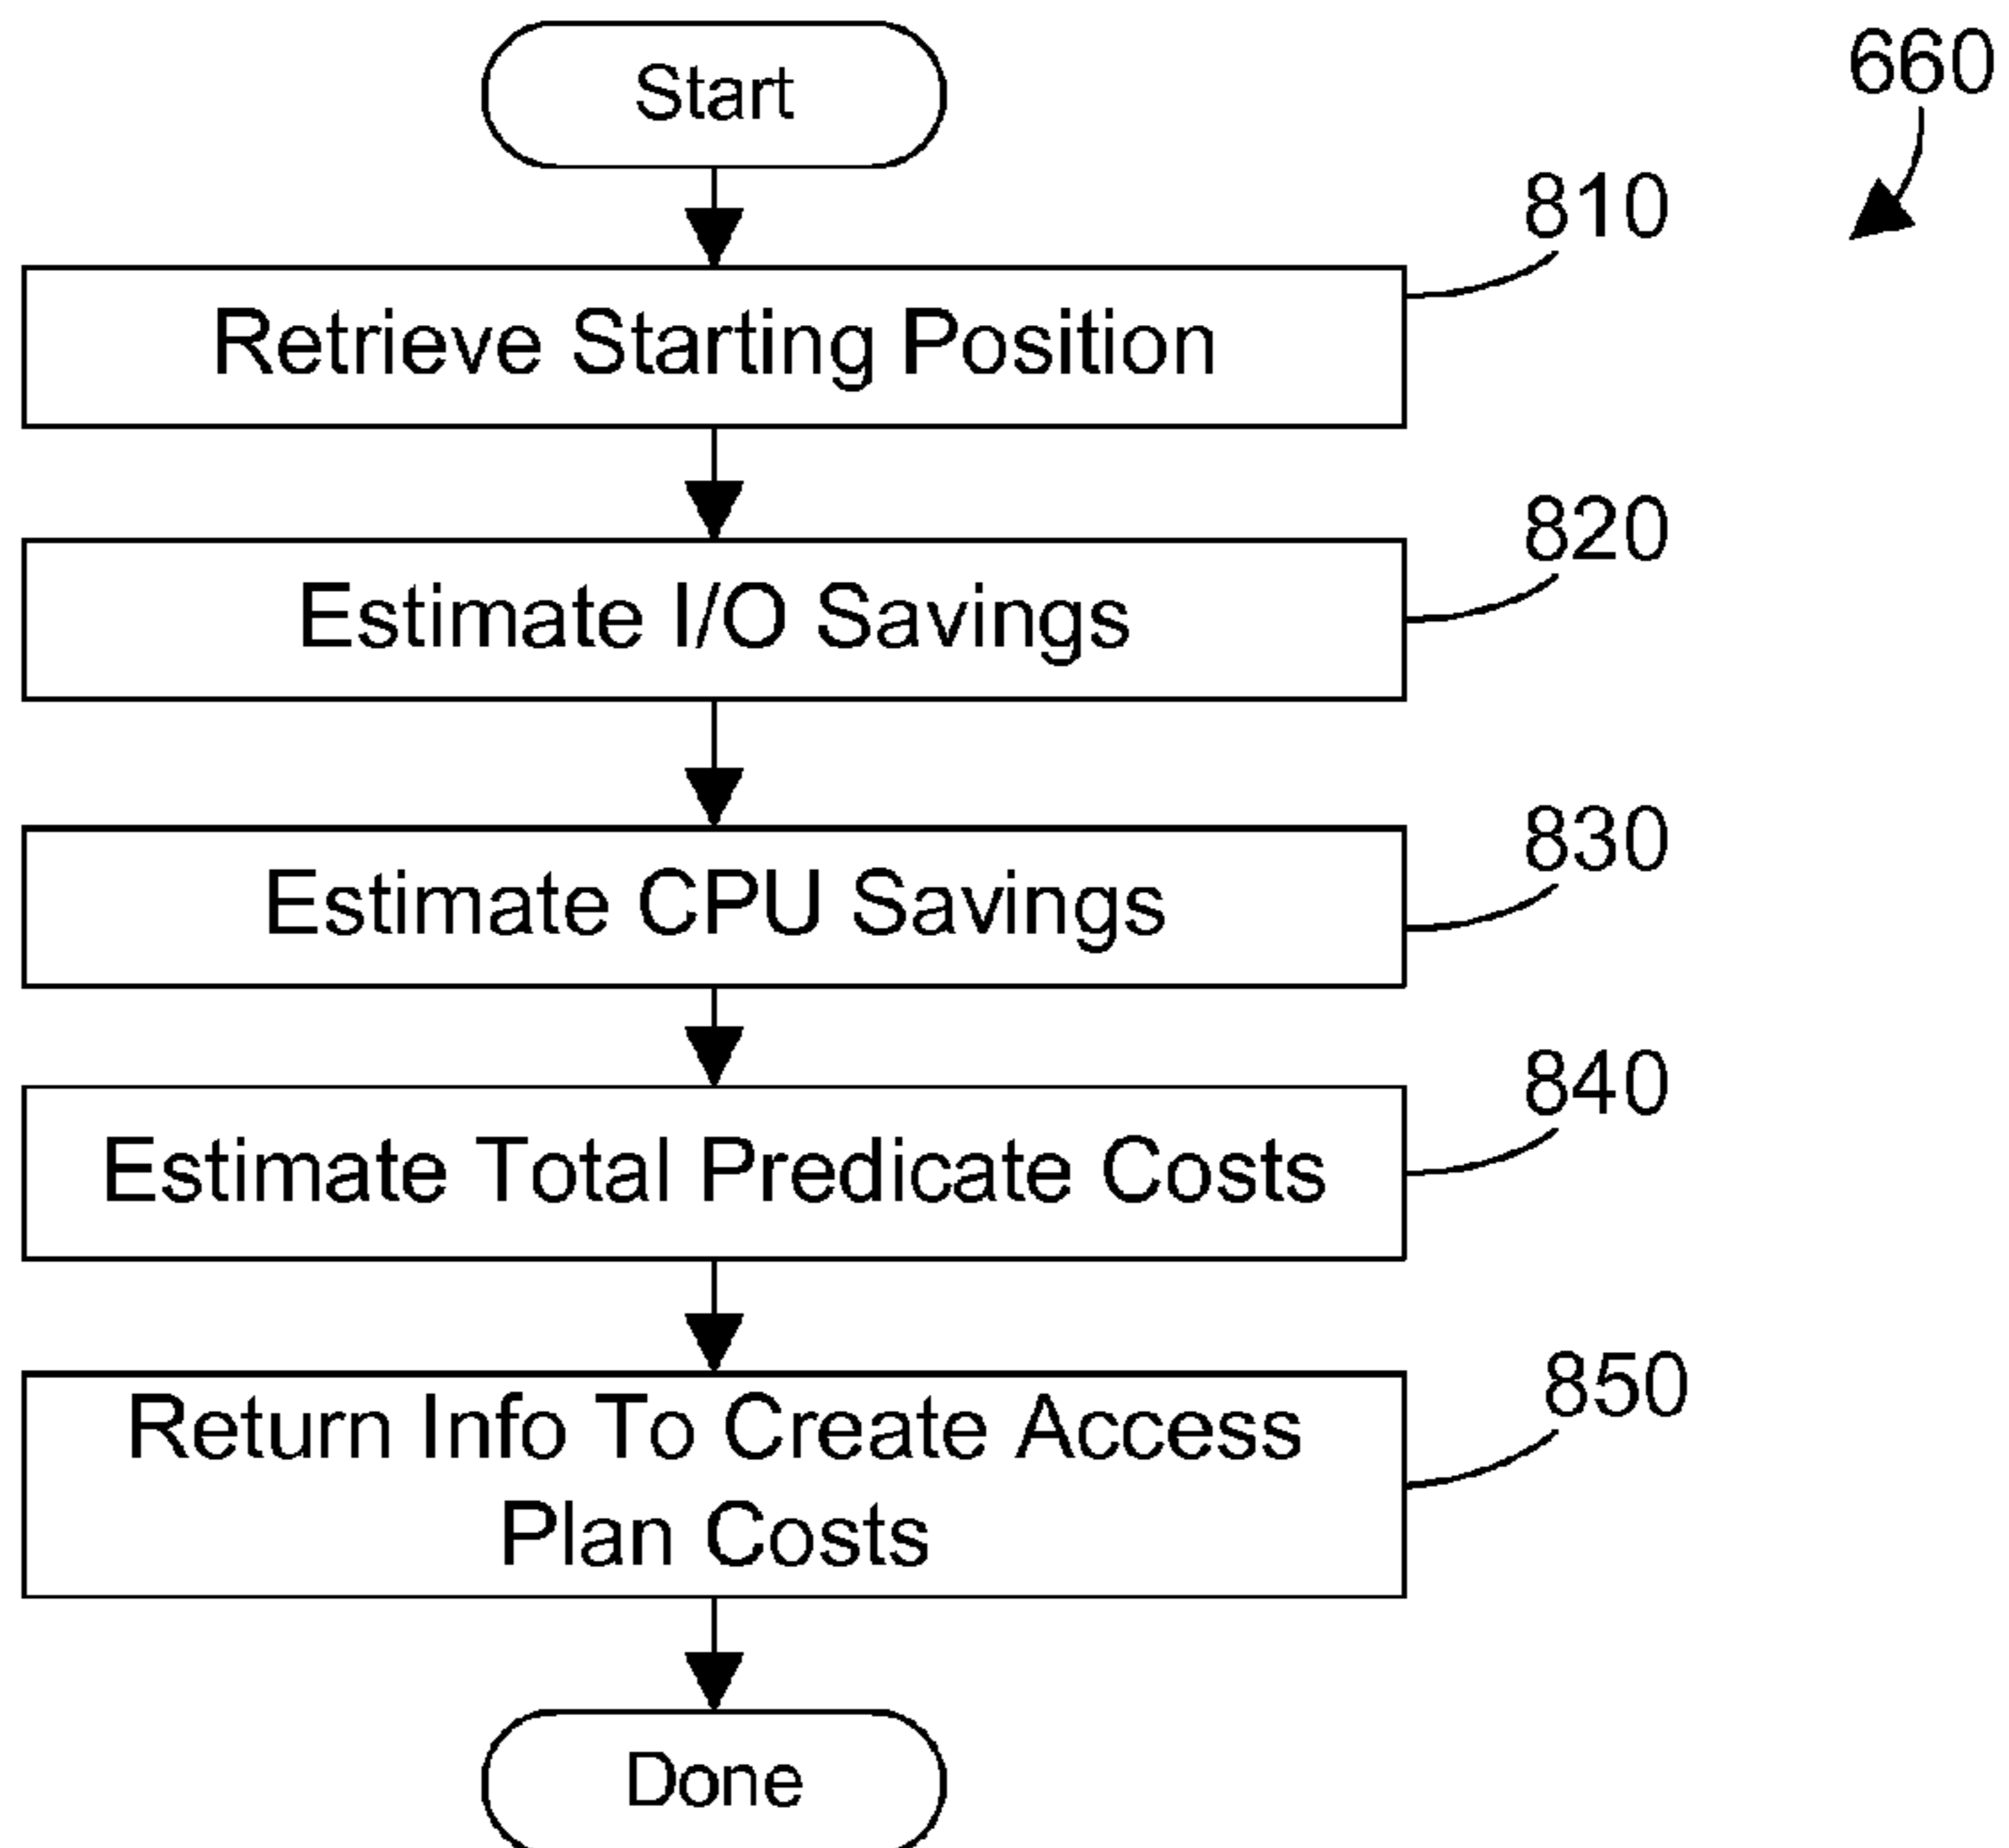 Start
660
810
Retrieve Starting Position
820
Estimate I/O Savings
830
Estimate CPU Savings
840
Estimate Total Predicate Costs
850
Return Info To Create Access
Plan Costs
Done